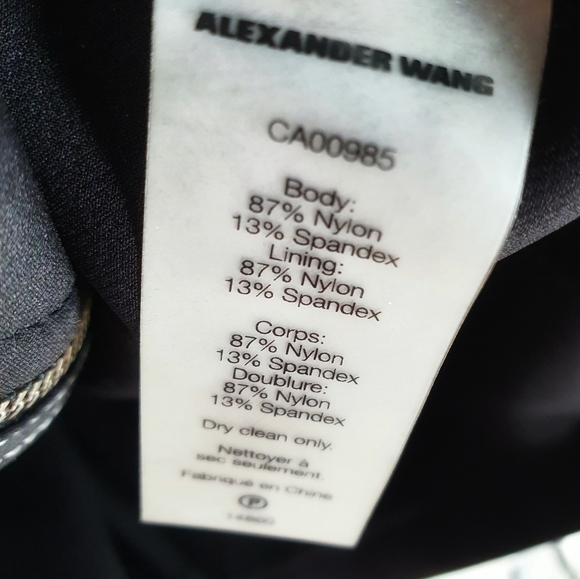 ALEXANDER WANG
CA00985
Body:
87% Nylon
13% Spandex
Lining:
87% Nylon
13% Spandex
Corps:
87% Nylon
13% Spandex
Doublure:
87% Nylon
13% Spandex
Dry clean only.
Nettoyer à
sec seulement.
Fabriqué en Chine
P